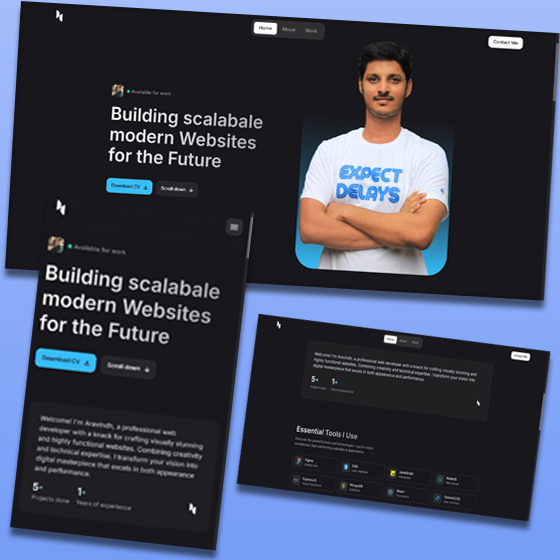 Home About Work
Contact Me
Available for work
Building scalabale
modern Websites
for the Future
Download CV
Scroll down
EXPECT
DELAYS
Available for work
Building scalabale
modern Websites
for the Future
Download CV
Scroll down
Welcome! I'm Aravindh, a professional web
developer with a knack for crafting visually stunning
and highly functional websites. Combining creativity
and technical expertise. I transform your vision into
digital masterpiece that excels in both appearance
and performance.
5+
1+
Projects done
Years of experience
Home
Contact Me
Welcome! I'm Aravindh, a professional web developer with a knack for crafting visually stunning and
highly functional websites. Combining creativity and technical expertise. I transform your vision into
digital masterpiece that excels in both appearance and performance.
5+
1+
Projects done
Years of experience
Essential Tools I Use
Figma
CSS
JavaScript
NodeJS
ExpressJS
MongoDB
React
TailwindCSS